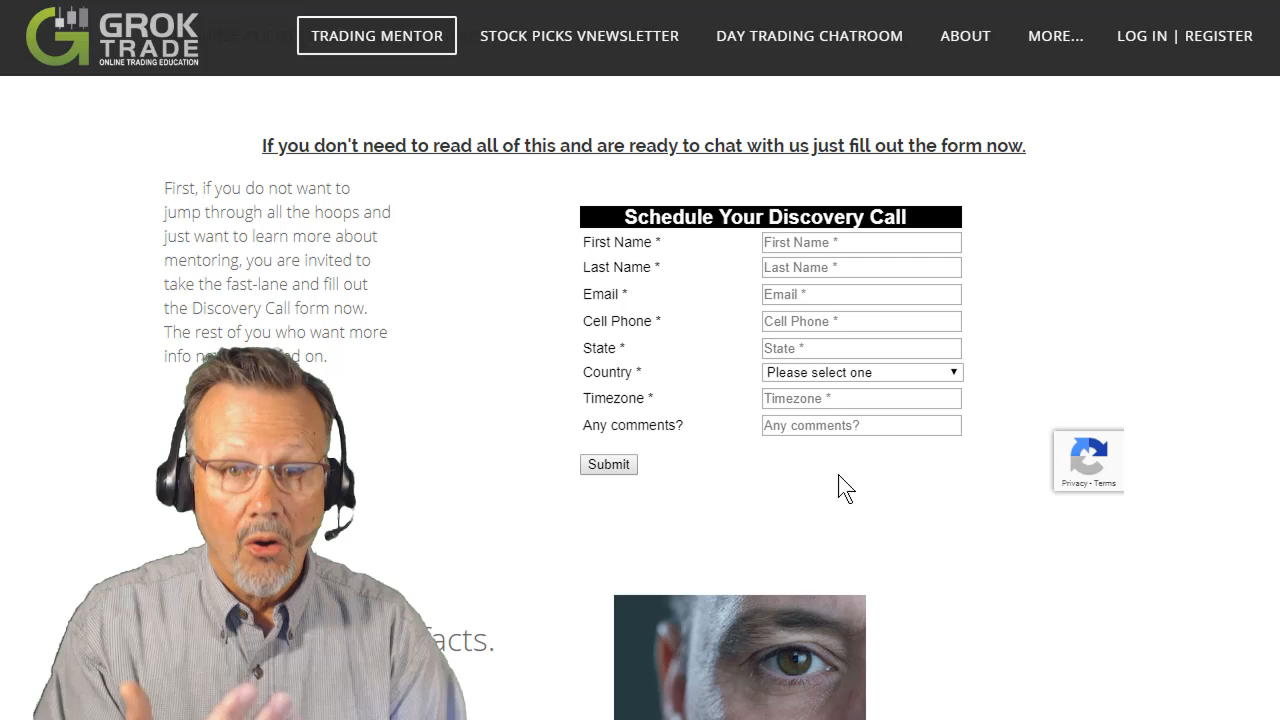 GROK
TRADE
ONLINE TRADING EDUCATION
TRADING MENTOR
STOCK PICKS VNEWSLETTER
DAY TRADING CHATROOM
ABOUT
MORE...
LOG IN | REGISTER
If you don't need to read all of this and are ready to chat with us just fill out the form now.
First, if you do not want to
jump through all the hoops and
just want to learn more about
mentoring, you are invited to
take the fast-lane and fill out
the Discovery Call form now.
The rest of you who want more
info on.
Schedule Your Discovery Call
First Name * First Name *
Last Name * Last Name *
Email * Email *
Cell Phone * Cell Phone *
State * State *
Country * Please select one
Timezone * Timezone *
Any comments? Any comments?
Submit
Privacy - Terms
facts.